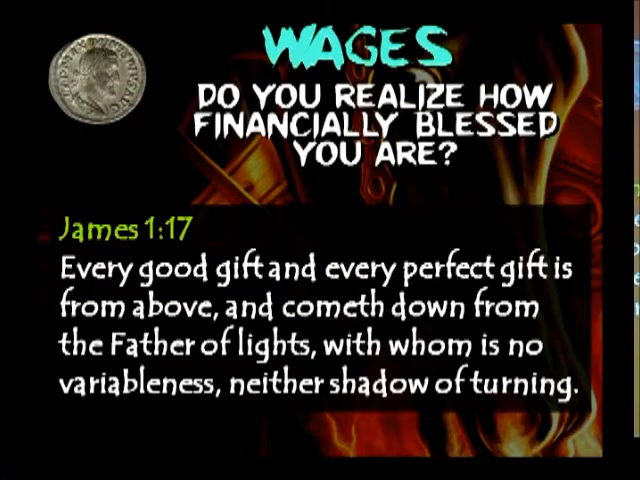 WAGES
DO YOU REALIZE HOW
FINANCIALLY BLESSED
YOU ARE?
James 1:17
Every good gift and every perfect gift is
from above, and cometh down from
the Father of lights, with whom is no
variableness, neither shadow of turning.